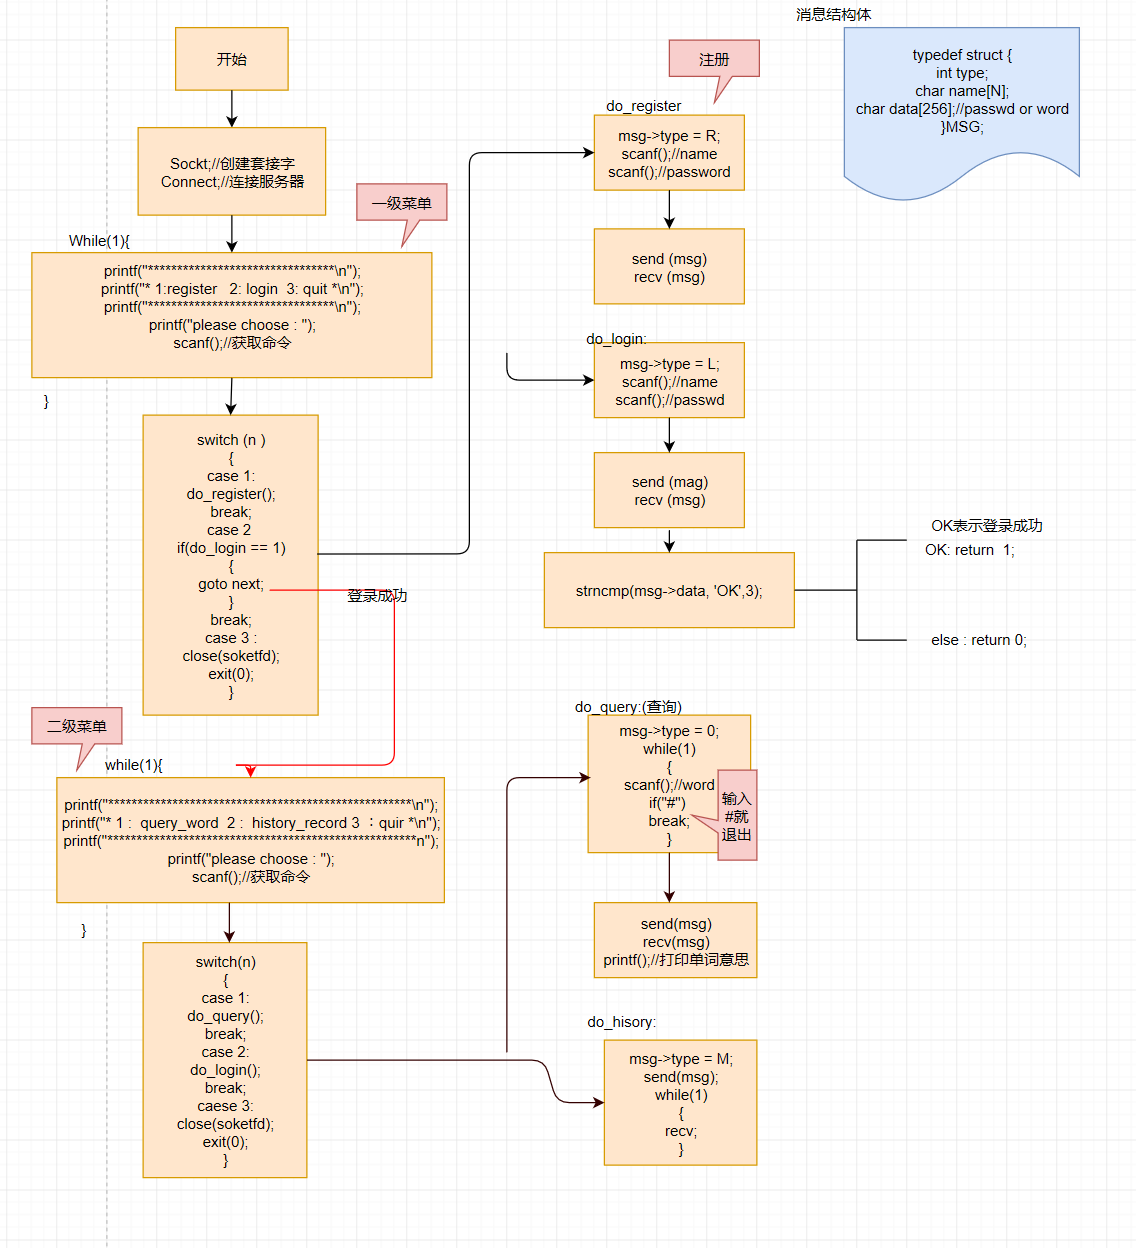 开始
Sockt;//创建套接字
Connect;//连接服务器
一级菜单
While(1){
printf("********************************\n");
printf("* 1:register   2: login  3: quit *\n");
printf("********************************\n");
printf("please choose : ");
scanf();//获取命令
}
switch (n )
{
case 1:
do_register();
break;
case 2
if(do_login == 1)
{
goto next;
}
break;
case 3 :
close(soketfd);
exit(0);
}
登录成功
二级菜单
while(1){
printf("****************************************************\n");
printf("* 1 :  query_word  2 :  history_record 3 ：quir *\n");
printf("*****************************************************n");
printf("please choose : ");
scanf();//获取命令
}
switch(n)
{
case 1:
do_query();
break;
case 2:
do_login();
break;
caese 3:
close(soketfd);
exit(0);
}
注册
do_register
msg->type = R;
scanf();//name
scanf();//password
send (msg)
recv (msg)
do_login:
msg->type = L;
scanf();//name
scanf();//passwd
send (mag)
recv (msg)
strncmp(msg->data, 'OK',3);
OK表示登录成功
OK: return  1;
else : return 0;
do_query:(查询)
msg->type = 0;
while(1)
{
scanf();//word
if("#")
break;
}
输入
#就
退出
send(msg)
recv(msg)
printf();//打印单词意思
do_hisory:
msg->type = M;
send(msg);
while(1)
{
recv;
}
消息结构体
typedef struct {
int type;
char name[N];
char data[256];//passwd or word
}MSG;